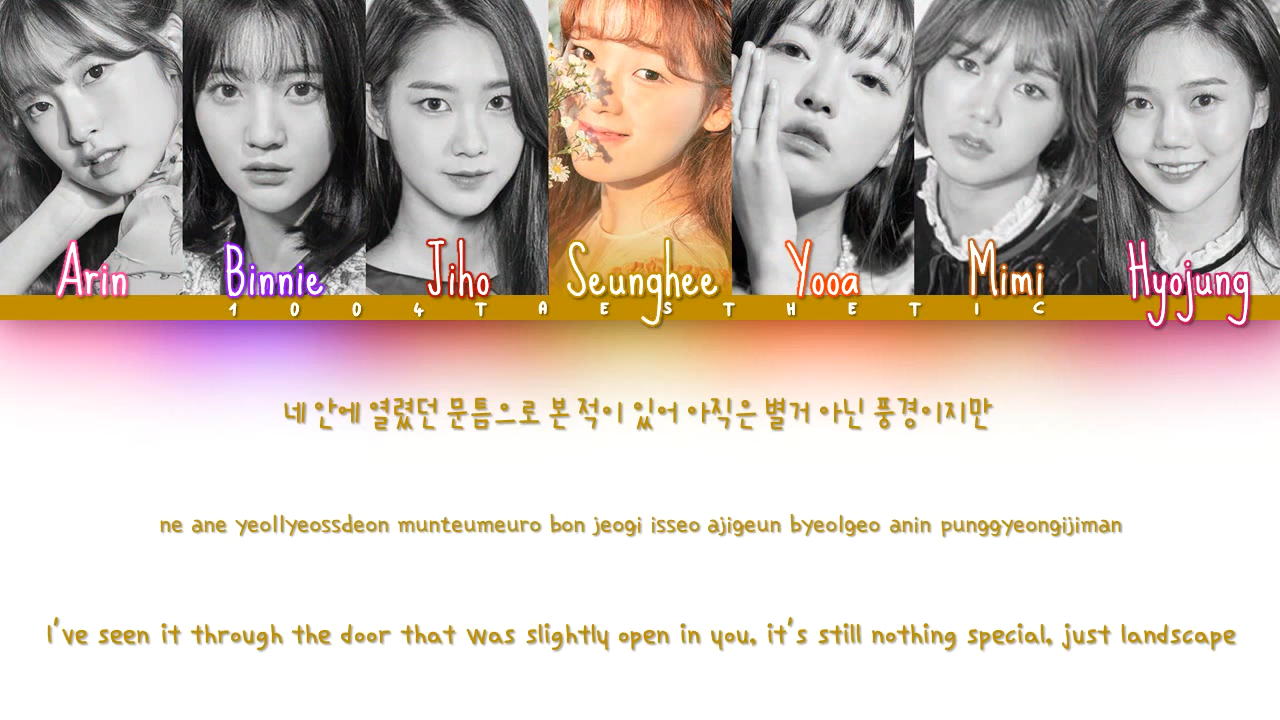 Arin Binnie Jiho Seunghee Yooa Mimi Hyojung
1004TAESTHETIC
네 안에 열렸던 문틈으로 본 적이 있어 아직은 별거 아닌 풍경이지만
ne ane yeollyeossdeon munteumeuro bon jeogi isseo ajigeun byeolgeo anin punggyeongijiman
I've seen it through the door that was slightly open in you, it's still nothing special, just landscape